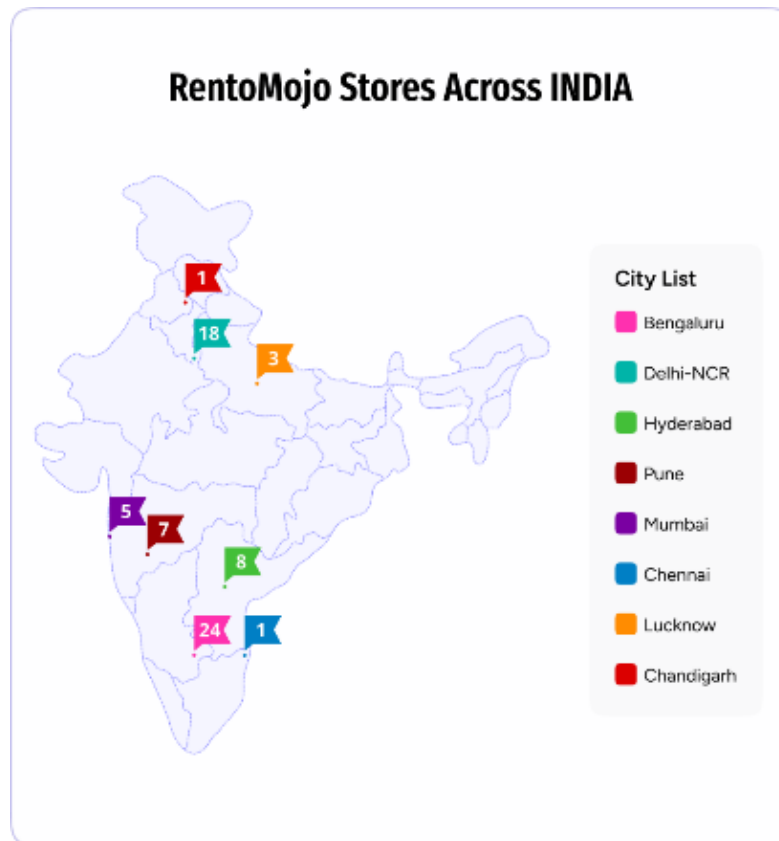 RentoMojo Stores Across INDIA
1
18
3
5
7
8
24
1
City List
Bengaluru
Delhi-NCR
Hyderabad
Pune
Mumbai
Chennai
Lucknow
Chandigarh